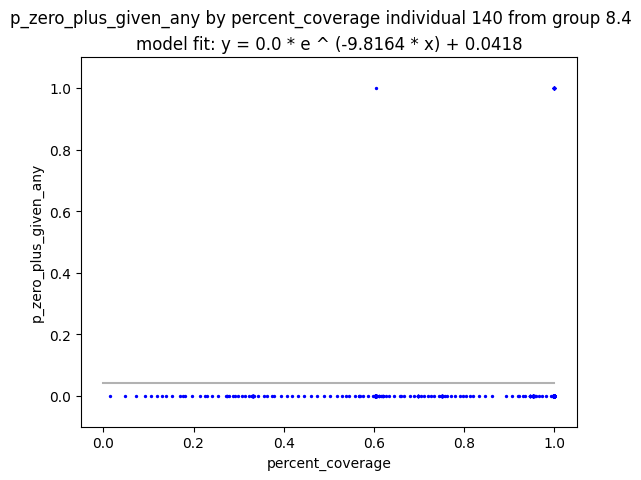 p_zero_plus_given_any by percent_coverage individual 140 from group 8.4
model fit: y = 0.0 * e ^ (-9.8164 * x) + 0.0418
p_zero_plus_given_any
1.0
0.8
0.6
0.4
0.2
0.0
0.0 0.2 0.4 0.6 0.8 1.0
percent_coverage